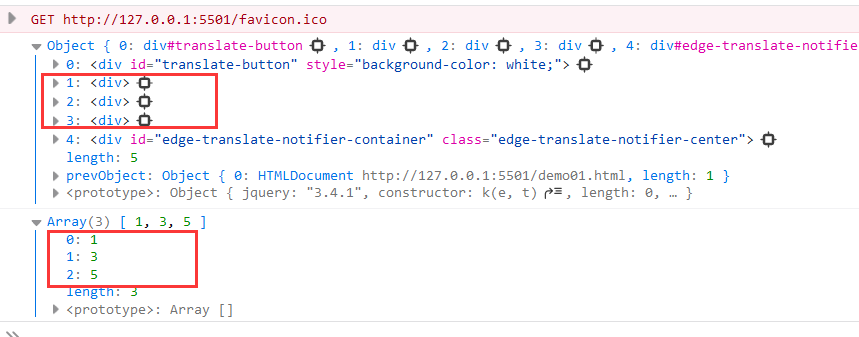 GET http://127.0.0.1:5501/favicon.ico
Object { 0: div#translate-button , 1: div , 2: div , 3: div , 4: div#edge-translate-notifie
0: <div id="translate-button" style="background-color: white;">
1: <div>
2: <div>
3: <div>
4: <div id="edge-translate-notifier-container" class="edge-translate-notifier-center">
length: 5
prevObject: Object { 0: HTMLDocument http://127.0.0.1:5501/demo01.html, length: 1 }
<prototype>: Object { jquery: "3.4.1", constructor: k(e, t) , length: 0, … }
Array(3) [ 1, 3, 5 ]
0: 1
1: 3
2: 5
length: 3
<prototype>: Array []